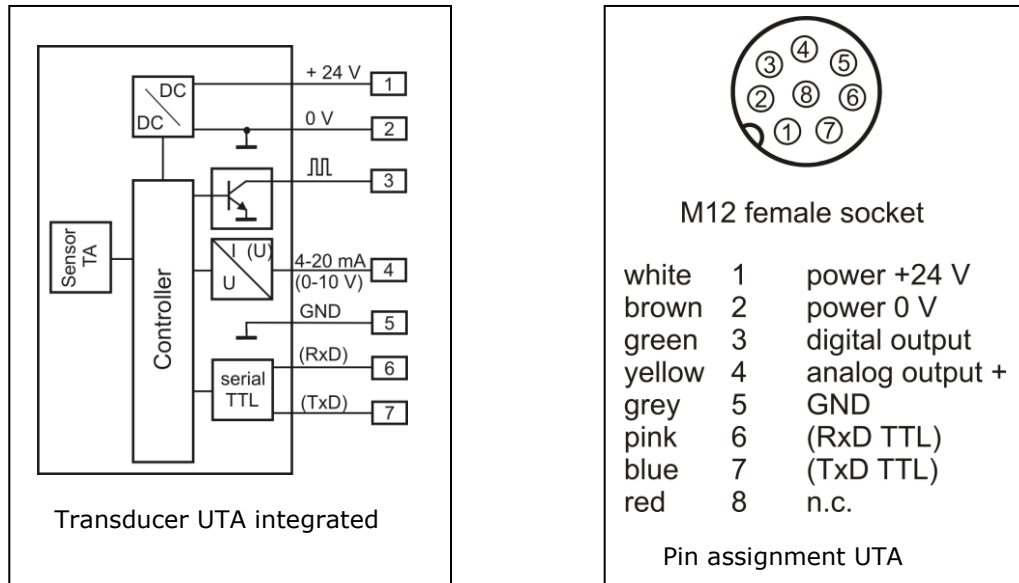 DC
DC
+ 24 V
1
0 V
2
3
Sensor
TA
Controller
I (U)
U
4-20 mA
(0-10 V)
4
GND
5
serial
TTL
(RxD)
6
(TxD)
7
Transducer UTA integrated
4
3
5
2
8
6
1
7
M12 female socket
white 1 power +24 V
brown 2 power 0 V
green 3 digital output
yellow 4 analog output +
grey 5 GND
pink 6 (RxD TTL)
blue 7 (TxD TTL)
red 8 n.c.
Pin assignment UTA